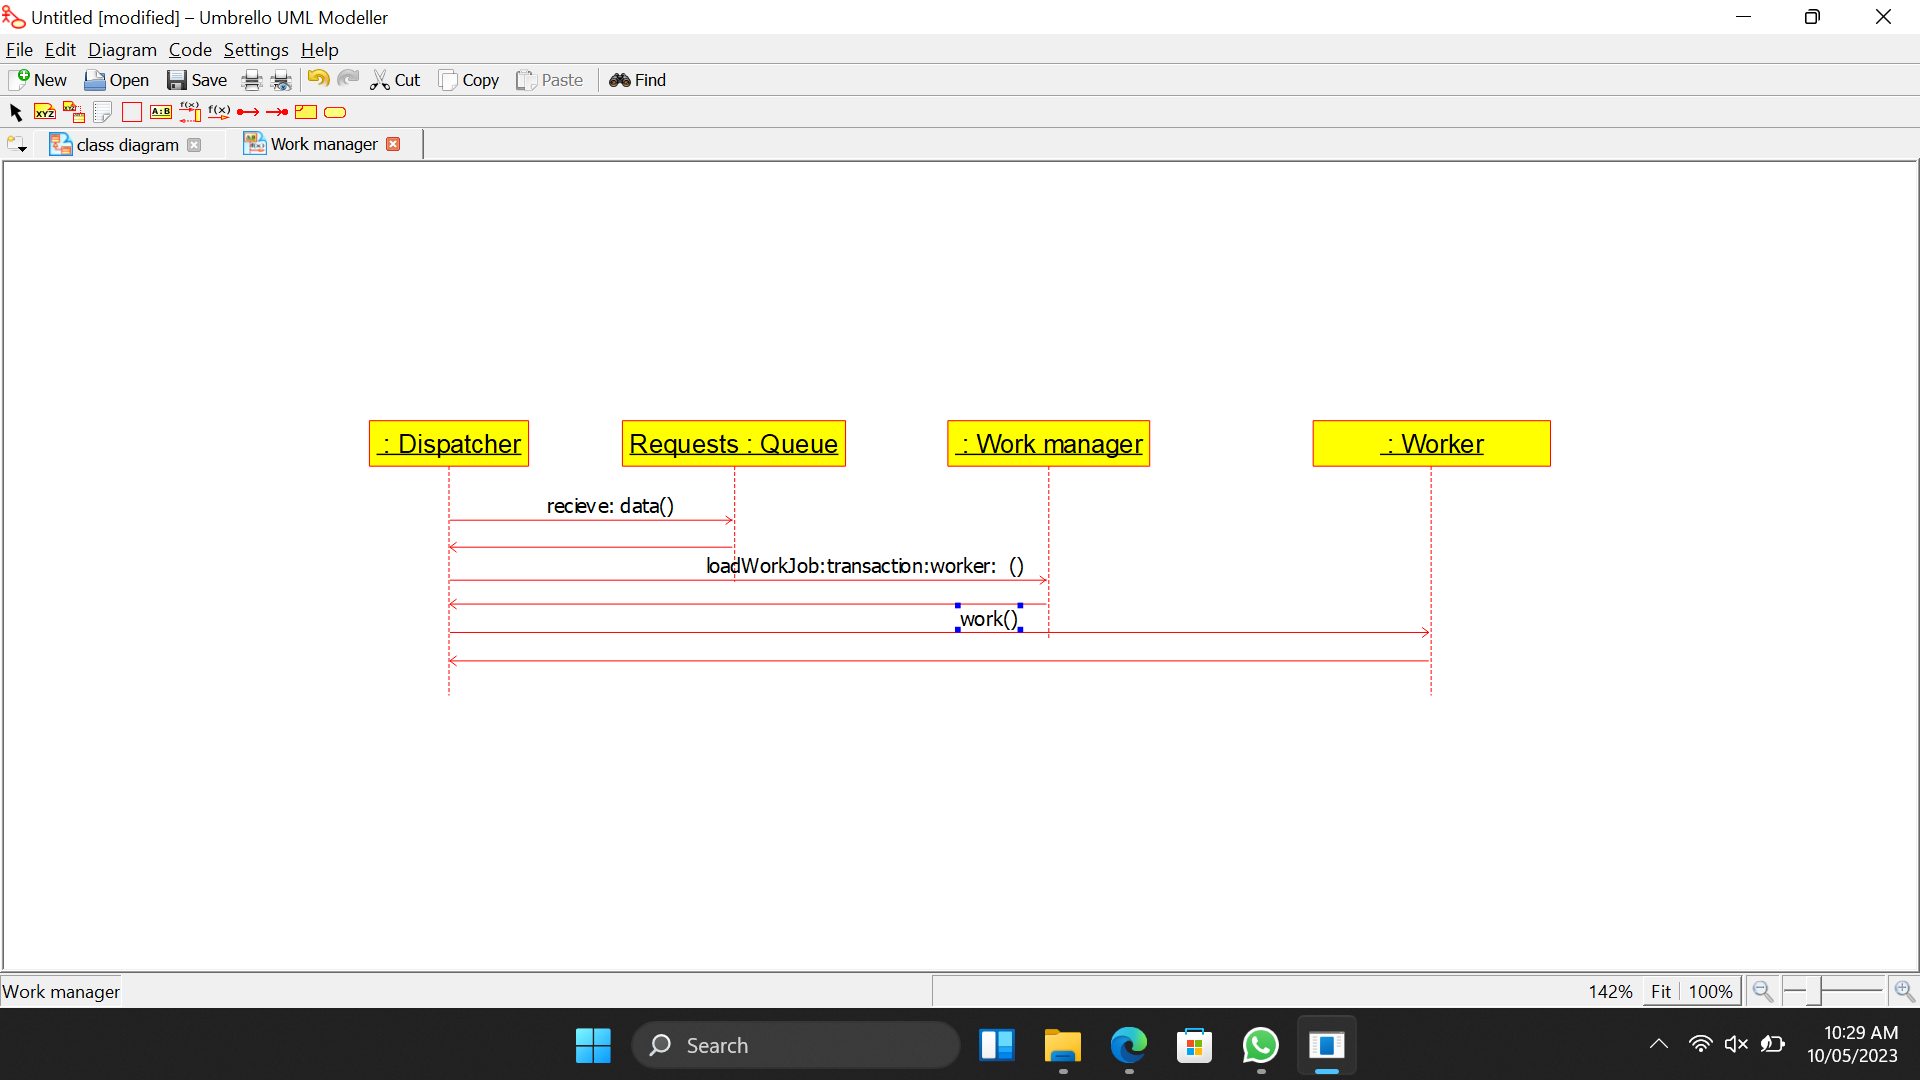 Untitled [modified] – Umbrello UML Modeller
File Edit Diagram Code Settings Help
New Open Save Cut Copy Paste Find
XYZ XYZ A:B f(x) f(x)
class diagram Work manager
: Dispatcher Requests : Queue : Work manager : Worker
recieve: data()
loadWorkJob:transaction:worker: ()
work()
Work manager 142% Fit 100%
Search
10:29 AM
10/05/2023